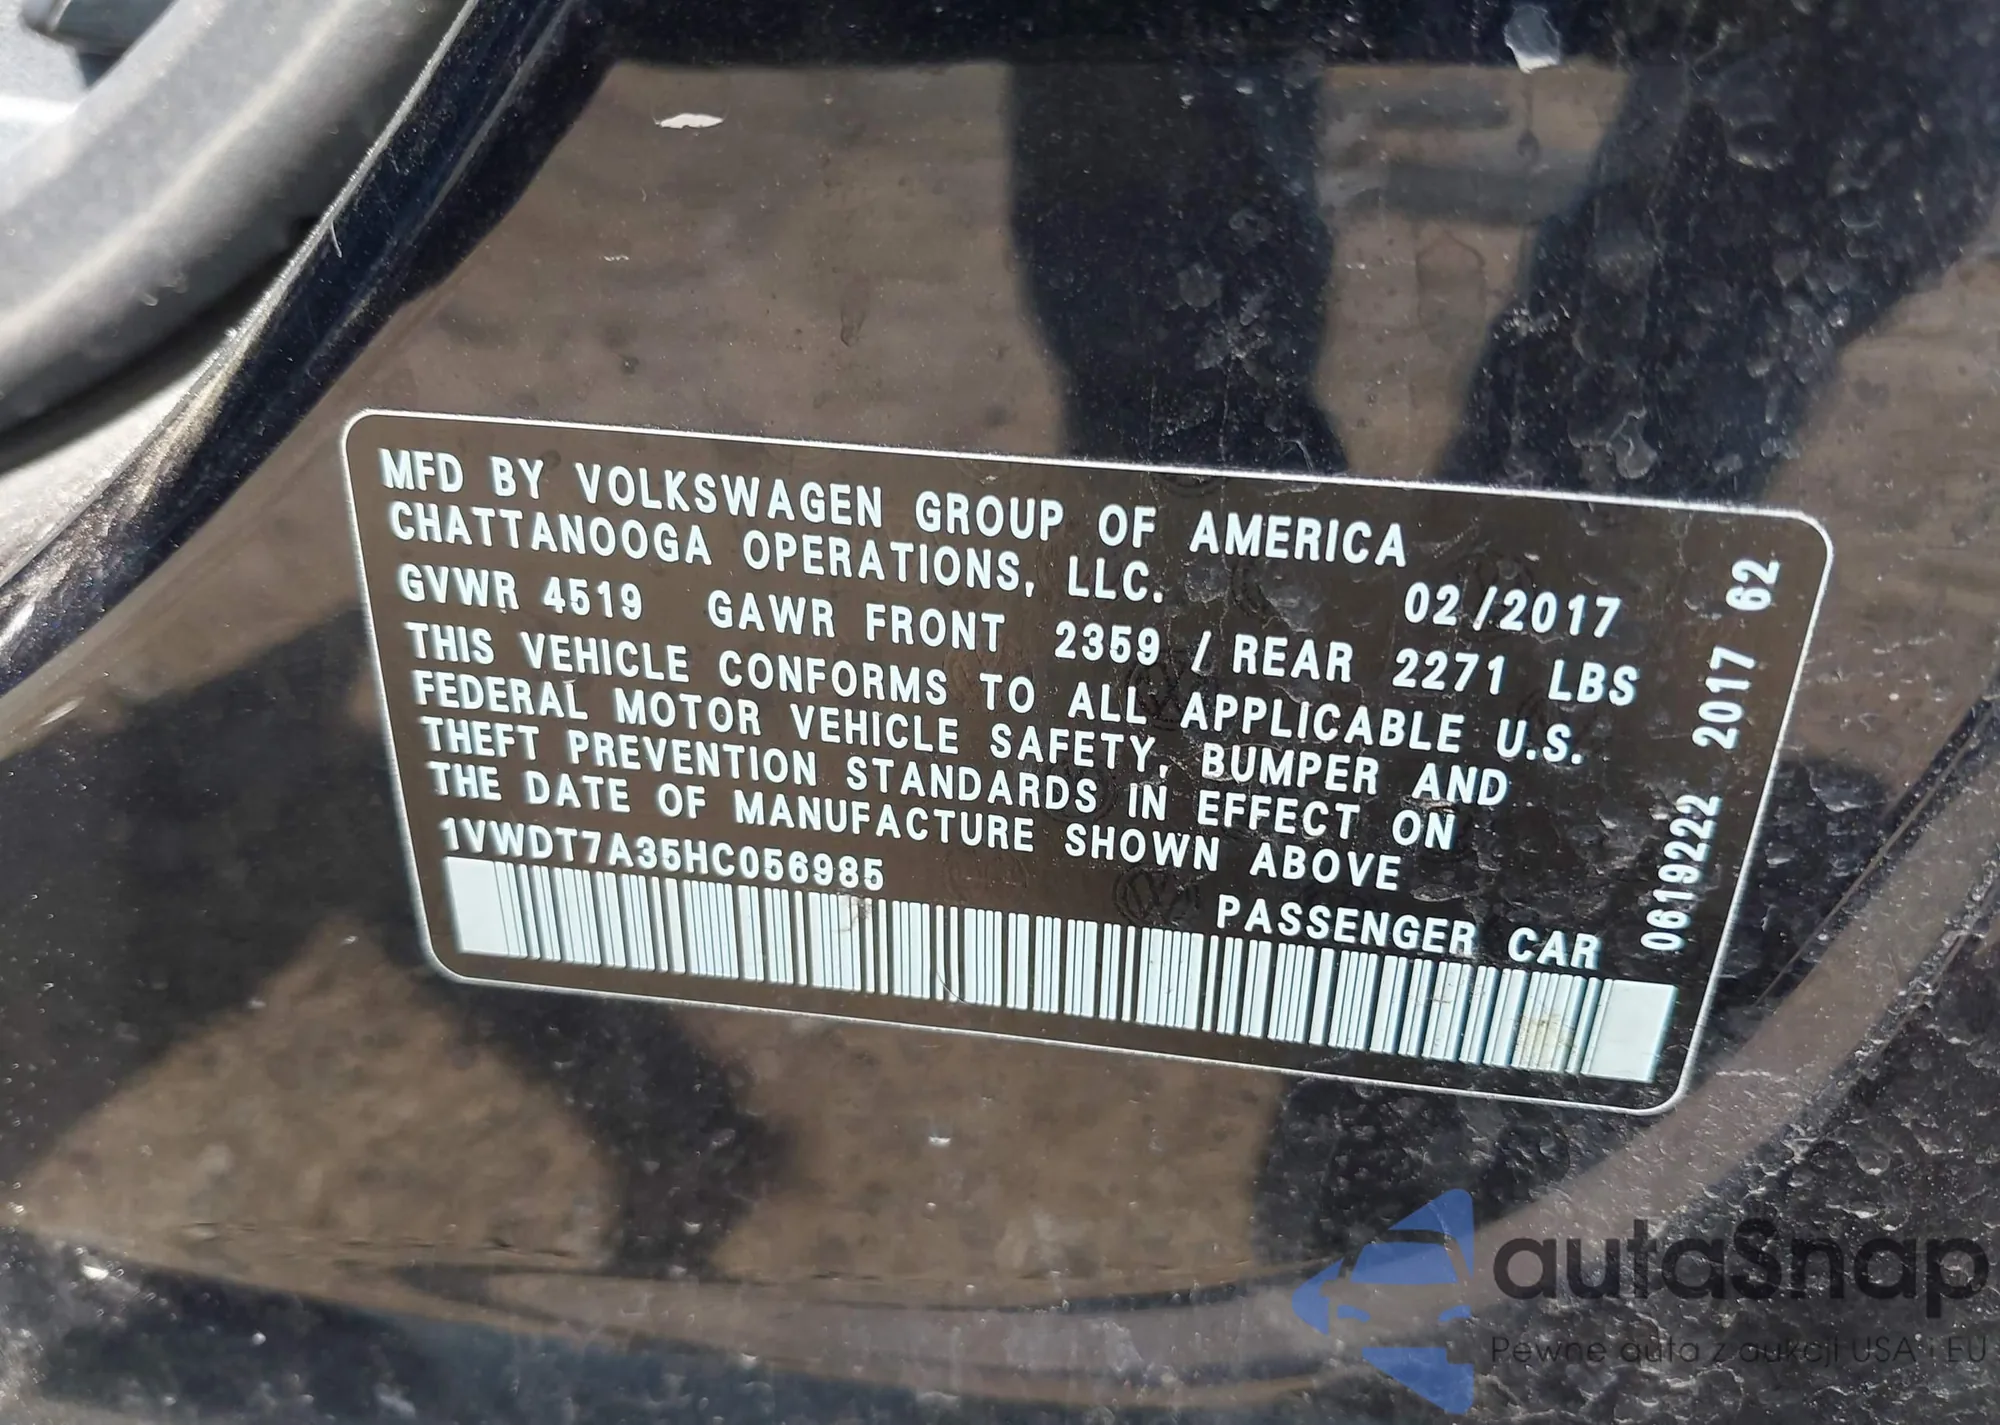 MFD BY VOLKSWAGEN GROUP OF AMERICA
CHATTANOOGA OPERATIONS, LLC.
02/2017
GVWR 4519 GAWR FRONT 2359 / REAR 2271 LBS
THIS VEHICLE CONFORMS TO ALL APPLICABLE U.S.
FEDERAL MOTOR VEHICLE SAFETY, BUMPER AND
THEFT PREVENTION STANDARDS IN EFFECT ON
THE DATE OF MANUFACTURE SHOWN ABOVE
1VWDT7A35HC056985
PASSENGER CAR
0619222 2017 62
autaSnap
Pewne auta z aukcji USA i EU